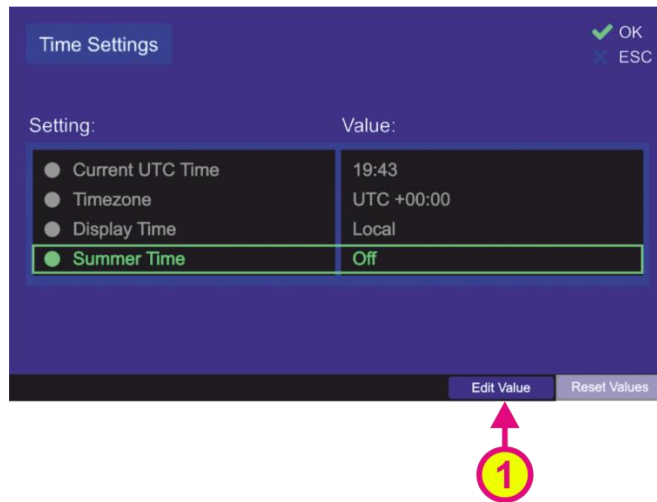 Time Settings
OK
ESC
Setting: Value:
Current UTC Time 19:43
Timezone UTC +00:00
Display Time Local
Summer Time Off
Edit Value Reset Values
1